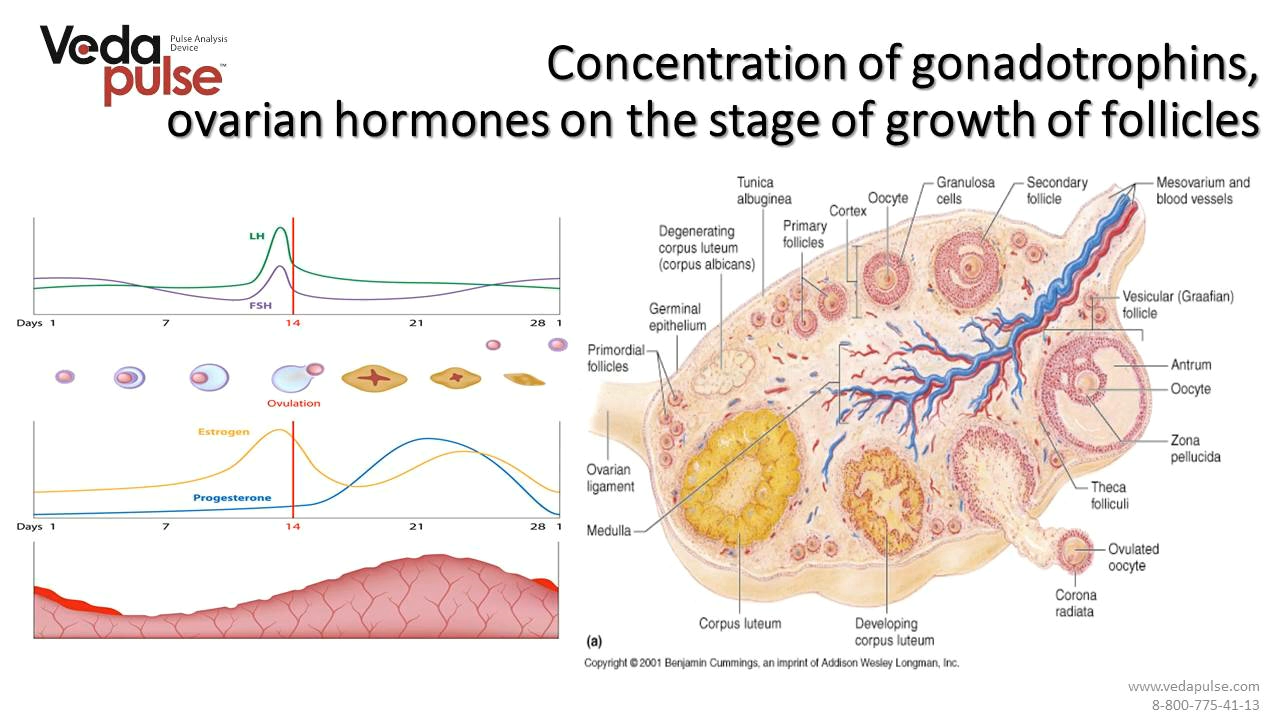 Veda
pulse™
Pulse Analysis
Device
Concentration of gonadotrophins,
ovarian hormones on the stage of growth of follicles
LH
FSH
Days 1 7 14 21 28 1
Ovulation
Estrogen
Progesterone
Days 1 7 14 21 28 1
Tunica
albuginea
Degenerating
corpus luteum
(corpus albicans)
Primary
follicles
Cortex
Oocyte
Granulosa
cells
Secondary
follicle
Mesovarium and
blood vessels
Germinal
epithelium
Primordial
follicles
Vesicular (Graafian)
follicle
Antrum
Oocyte
Zona
pellucida
Ovarian
ligament
Medulla
Theca
folliculi
Ovulated
oocyte
Corona
radiata
Corpus luteum
Developing
corpus luteum
(a)
Copyright © 2001 Benjamin Cummings, an imprint of Addison Wesley Longman, Inc.
www.vedapulse.com
8-800-775-41-13